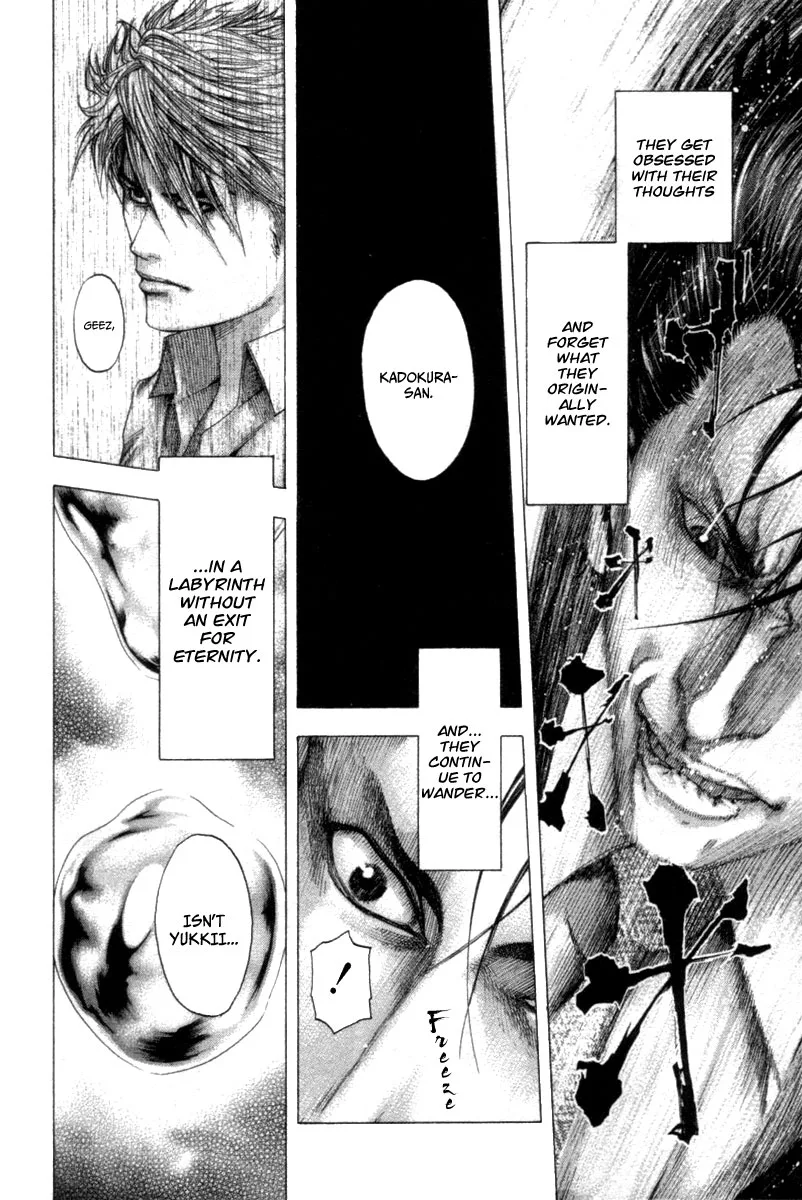 THEY GET
OBSESSED
WITH THEIR
THOUGHTS
AND
FORGET
WHAT
THEY
ORIGIN-
ALLY
WANTED.
KADOKURA-
SAN.
AND...
THEY
CONTIN-
UE TO
WANDER...
!
Freeze
GEEZ,
...IN A
LABYRINTH
WITHOUT
AN EXIT
FOR
ETERNITY.
ISN'T
YUKKII...